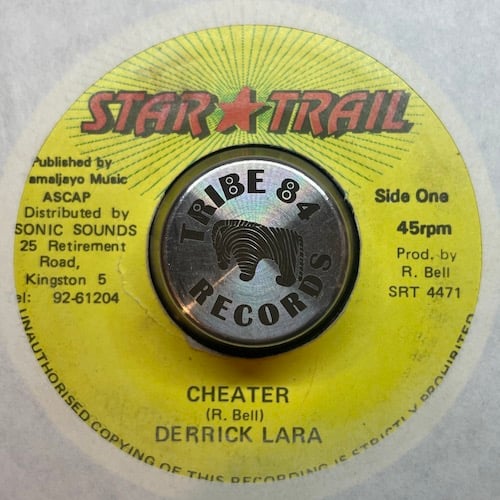 STAR TRAIL
Published by
amaljayo Music
ASCAP
Distributed by
SONIC SOUNDS
25 Retirement
Road,
Kingston 5
el: 92-61204
TRIBE 84
RECORDS
Side One
45rpm
Prod. by
R. Bell
SRT 4471
CHEATER
(R. Bell)
DERRICK LARA
UNAUTHORISED COPYING OF THIS RECORDING IS STRICTLY PROHIBITED